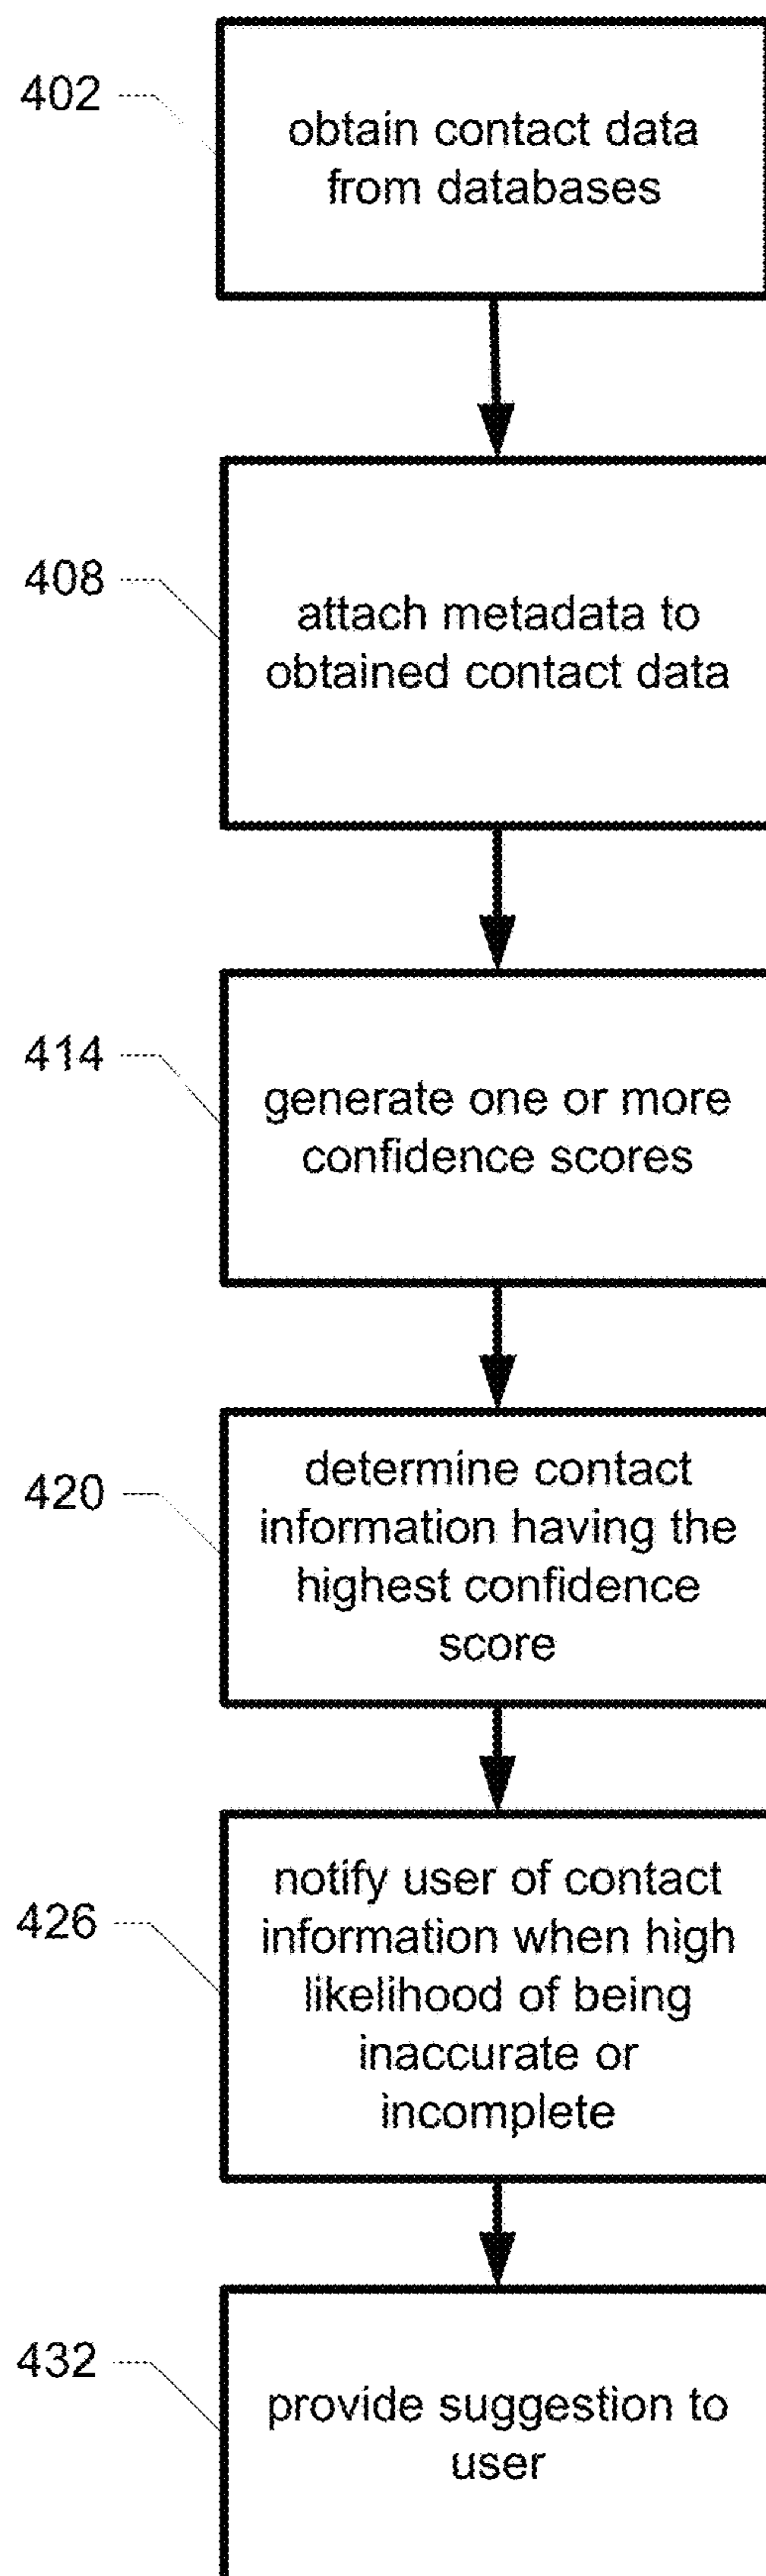 402
obtain contact data
from databases
408
attach metadata to
obtained contact data
414
generate one or more
confidence scores
420
determine contact
information having the
highest confidence
score
426
notify user of contact
information when high
likelihood of being
inaccurate or
incomplete
432
provide suggestion to
user